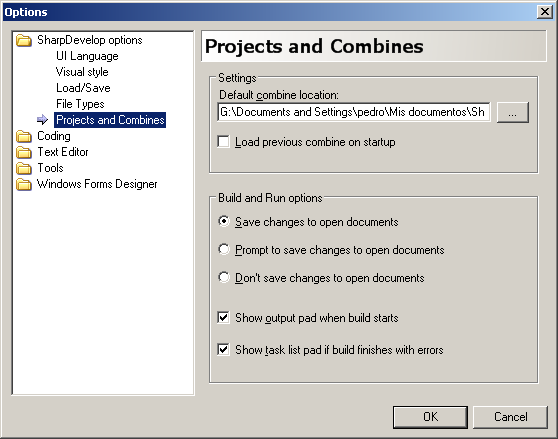 Options
SharpDevelop options
UI Language
Visual style
Load/Save
File Types
Projects and Combines
Coding
Text Editor
Tools
Windows Forms Designer
Projects and Combines
Settings
Default combine location:
G:\Documents and Settings\pedro\Mis documentos\Sh
...
Load previous combine on startup
Build and Run options
Save changes to open documents
Prompt to save changes to open documents
Don't save changes to open documents
Show output pad when build starts
Show task list pad if build finishes with errors
OK
Cancel